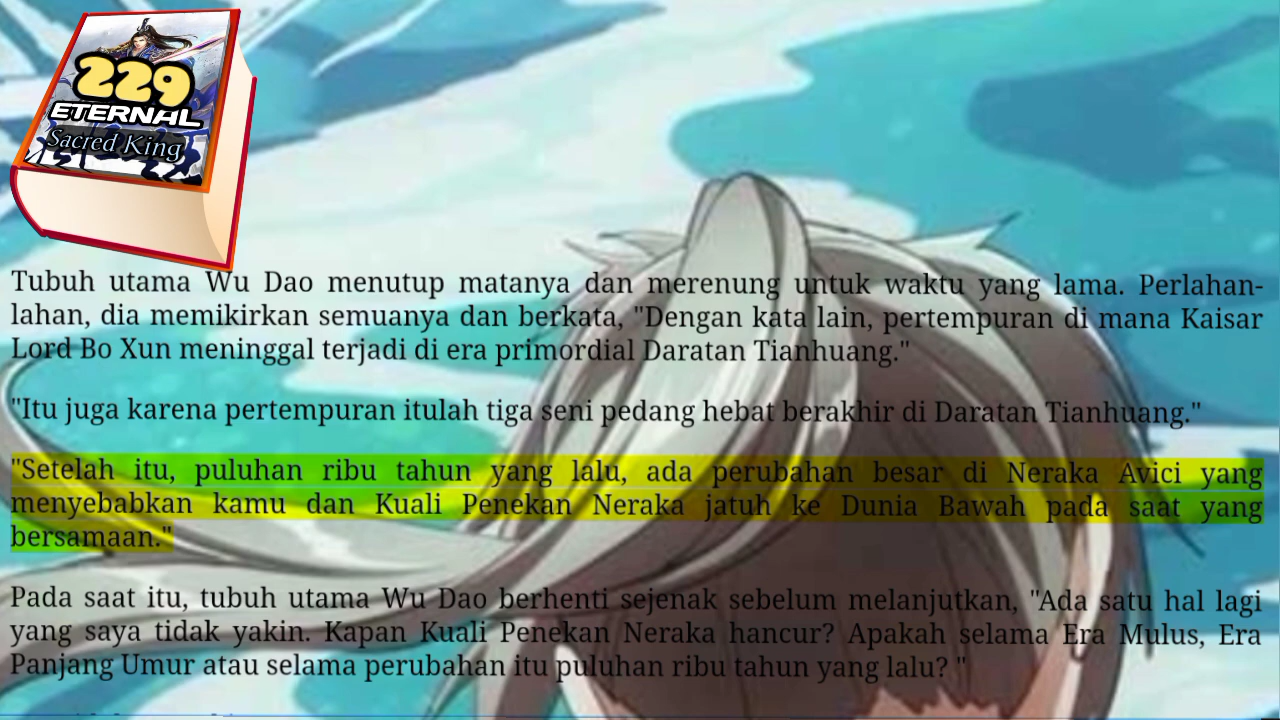 229
ETERNAL
Sacred King
Tubuh utama Wu Dao menutup matanya dan merenung untuk waktu yang lama. Perlahan-
lahan, dia memikirkan semuanya dan berkata, "Dengan kata lain, pertempuran di mana Kaisar
Lord Bo Xun meninggal terjadi di era primordial Daratan Tianhuang."
"Itu juga karena pertempuran itulah tiga seni pedang hebat berakhir di Daratan Tianhuang."
"Setelah itu, puluhan ribu tahun yang lalu, ada perubahan besar di Neraka Avici yang
menyebabkan kamu dan Kuali Penekan Neraka jatuh ke Dunia Bawah pada saat yang
bersamaan."
Pada saat itu, tubuh utama Wu Dao berhenti sejenak sebelum melanjutkan, "Ada satu hal lagi
yang saya tidak yakin. Kapan Kuali Penekan Neraka hancur? Apakah selama Era Mulus, Era
Panjang Umur atau selama perubahan itu puluhan ribu tahun yang lalu? "